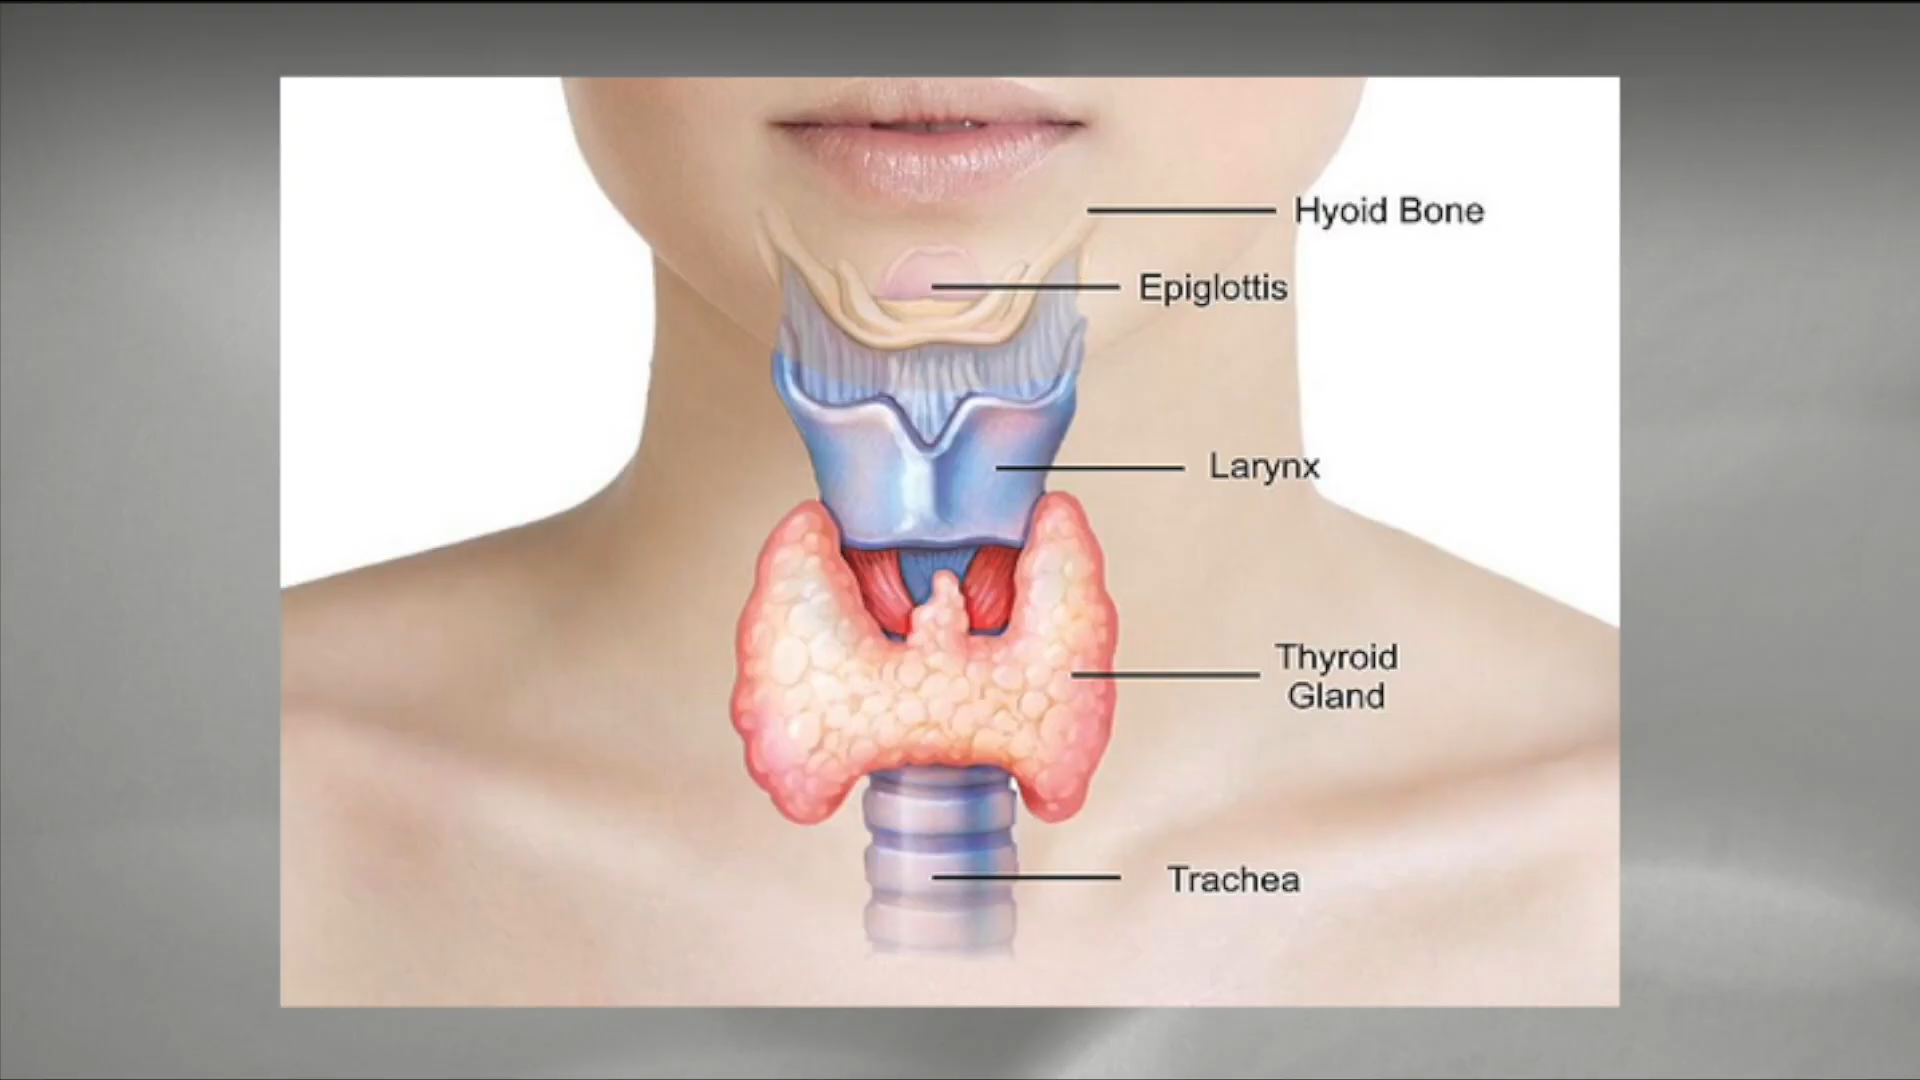 Hyoid Bone
Epiglottis
Larynx
Thyroid
Gland
Trachea